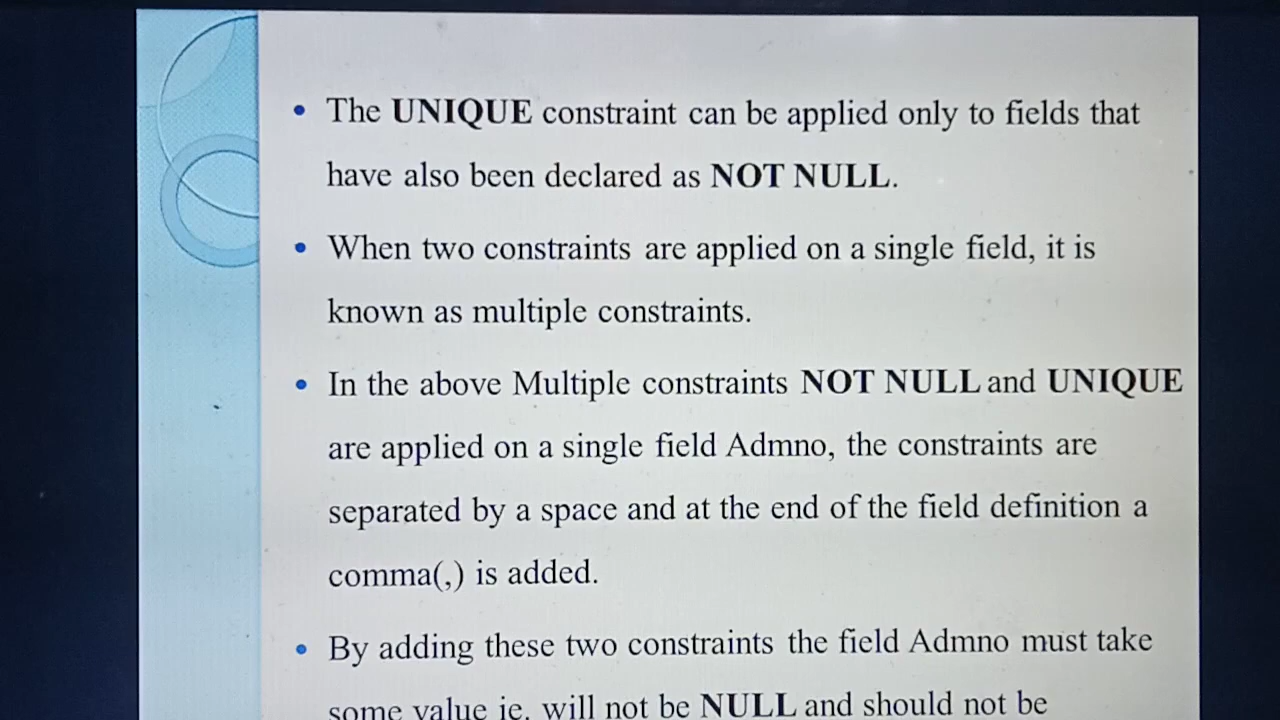 The UNIQUE constraint can be applied only to fields that
have also been declared as NOT NULL.
When two constraints are applied on a single field, it is
known as multiple constraints.
In the above Multiple constraints NOT NULL and UNIQUE
are applied on a single field Admno, the constraints are
separated by a space and at the end of the field definition a
comma(,) is added.
By adding these two constraints the field Admno must take
some value ie. will not be NULL and should not be